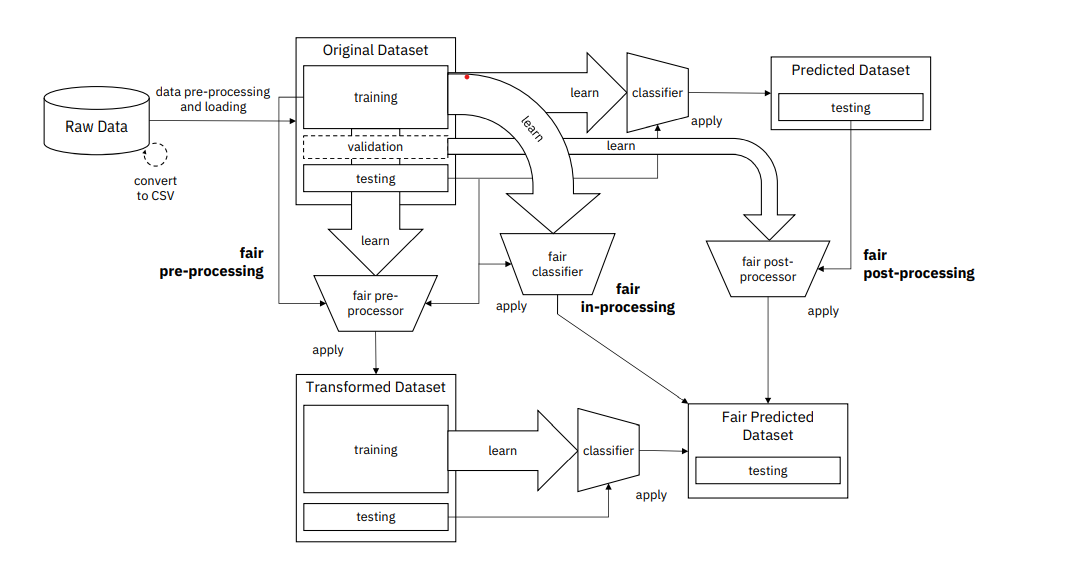 Original Dataset
training
validation
testing
Raw Data
data pre-processing
and loading
convert
to CSV
learn
classifier
apply
Predicted Dataset
testing
learn
learn
learn
fair
pre-processing
fair pre-
processor
apply
fair
classifier
apply
fair
in-processing
fair post-
processor
apply
fair
post-processing
Transformed Dataset
training
testing
learn
classifier
apply
Fair Predicted
Dataset
testing